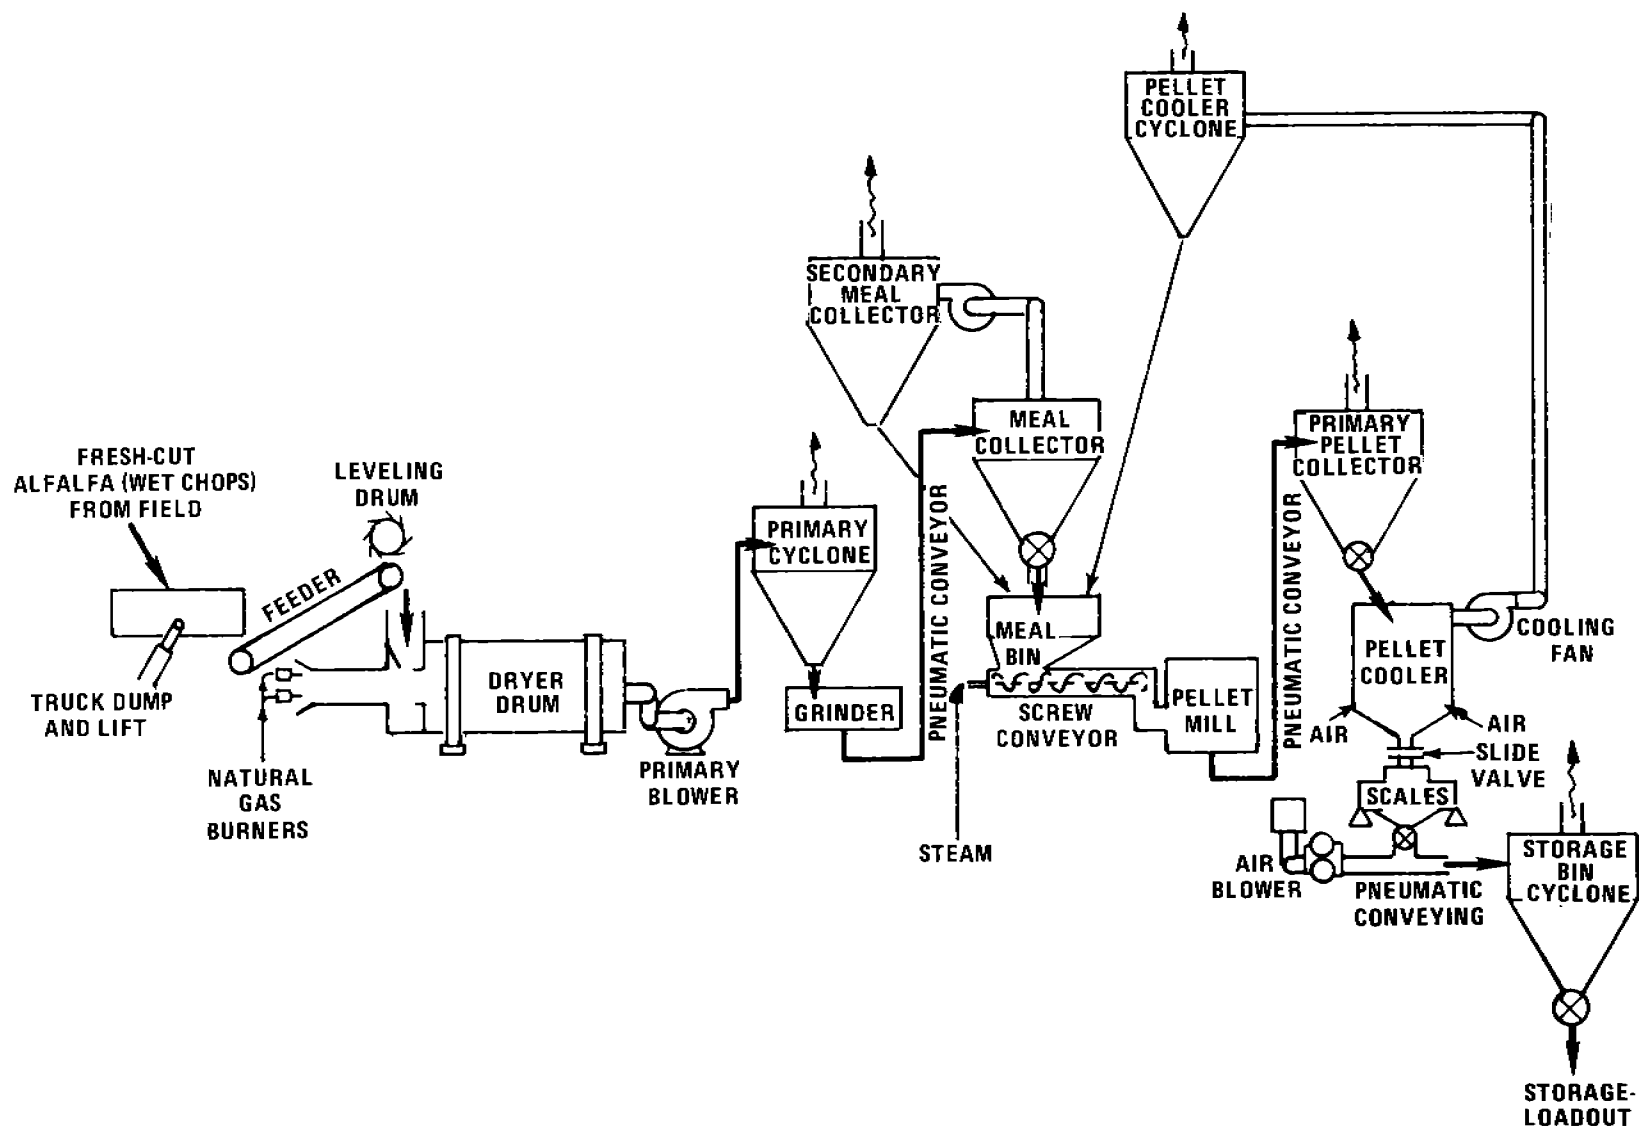 PELLET
COOLER
CYCLONE
SECONDARY
MEAL
COLLECTOR
MEAL
COLLECTOR
PRIMARY
PELLET
COLLECTOR
FRESH-CUT
ALFALFA (WET CHOPS)
FROM FIELD
LEVELING
DRUM
PRIMARY
CYCLONE
PNEUMATIC CONVEYOR
PNEUMATIC CONVEYOR
FEEDER
MEAL
BIN
PELLET
COOLER
COOLING
FAN
TRUCK DUMP
AND LIFT
DRYER
DRUM
GRINDER
SCREW
CONVEYOR
PELLET
MILL
AIR
AIR
SLIDE
VALVE
NATURAL
GAS
BURNERS
PRIMARY
BLOWER
SCALES
STEAM
AIR
BLOWER
PNEUMATIC
CONVEYING
STORAGE
BIN
CYCLONE
STORAGE-
LOADOUT